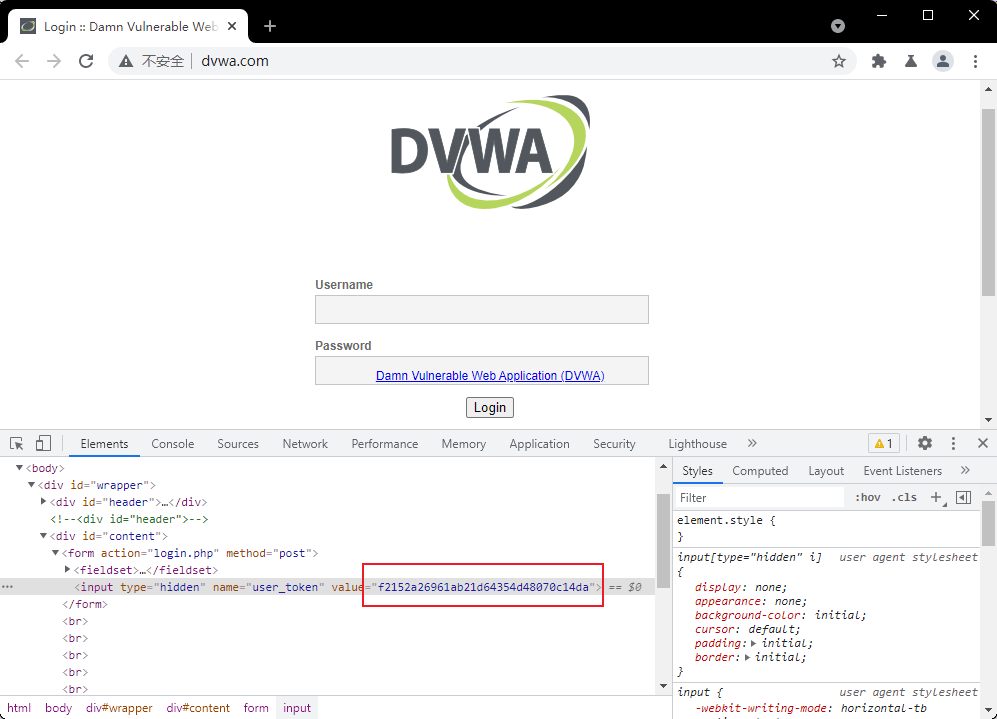 Login :: Damn Vulnerable Web
不安全 dvwa.com
DVWA
Username
Password
Damn Vulnerable Web Application (DVWA)
Login
Elements Console Sources Network Performance Memory Application Security Lighthouse » 1
<body>
<div id="wrapper">
<div id="header">…</div>
<!--<div id="header">-->
<div id="content">
<form action="login.php" method="post">
<fieldset>…</fieldset>
<input type="hidden" name="user_token" value="f2152a26961ab21d64354d48070c14da"> == $0
</form>
<br>
<br>
<br>
<br>
<br>
html body div#wrapper div#content form input
Styles Computed Layout Event Listeners »
Filter :hov .cls +
element.style {
}
input[type="hidden" i] user agent stylesheet
{
display: none;
appearance: none;
background-color: initial;
cursor: default;
padding: initial;
border: initial;
}
input { user agent stylesheet
-webkit-writing-mode: horizontal-tb